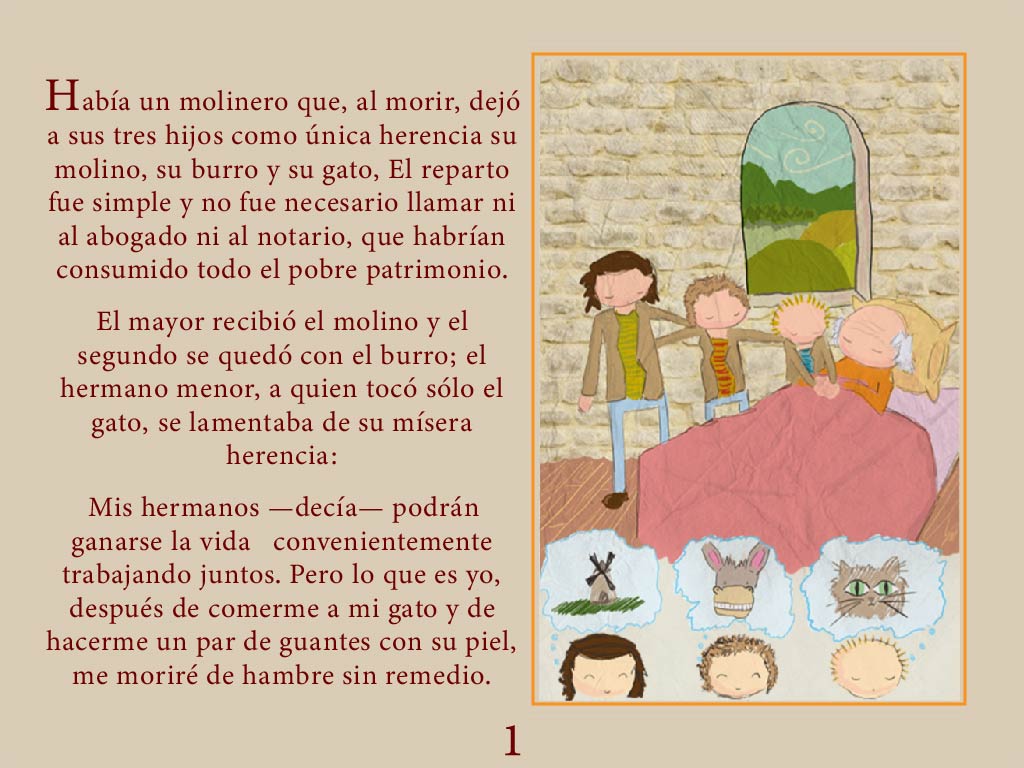 Había un molinero que, al morir, dejó
a sus tres hijos como única herencia su
molino, su burro y su gato, El reparto
fue simple y no fue necesario llamar ni
al abogado ni al notario, que habrían
consumido todo el pobre patrimonio.
El mayor recibió el molino y el
segundo se quedó con el burro; el
hermano menor, a quien tocó sólo el
gato, se lamentaba de su mísera
herencia:
Mis hermanos —decía— podrán
ganarse la vida   convenientemente
trabajando juntos. Pero lo que es yo,
después de comerme a mi gato y de
hacerme un par de guantes con su piel,
me moriré de hambre sin remedio.
1